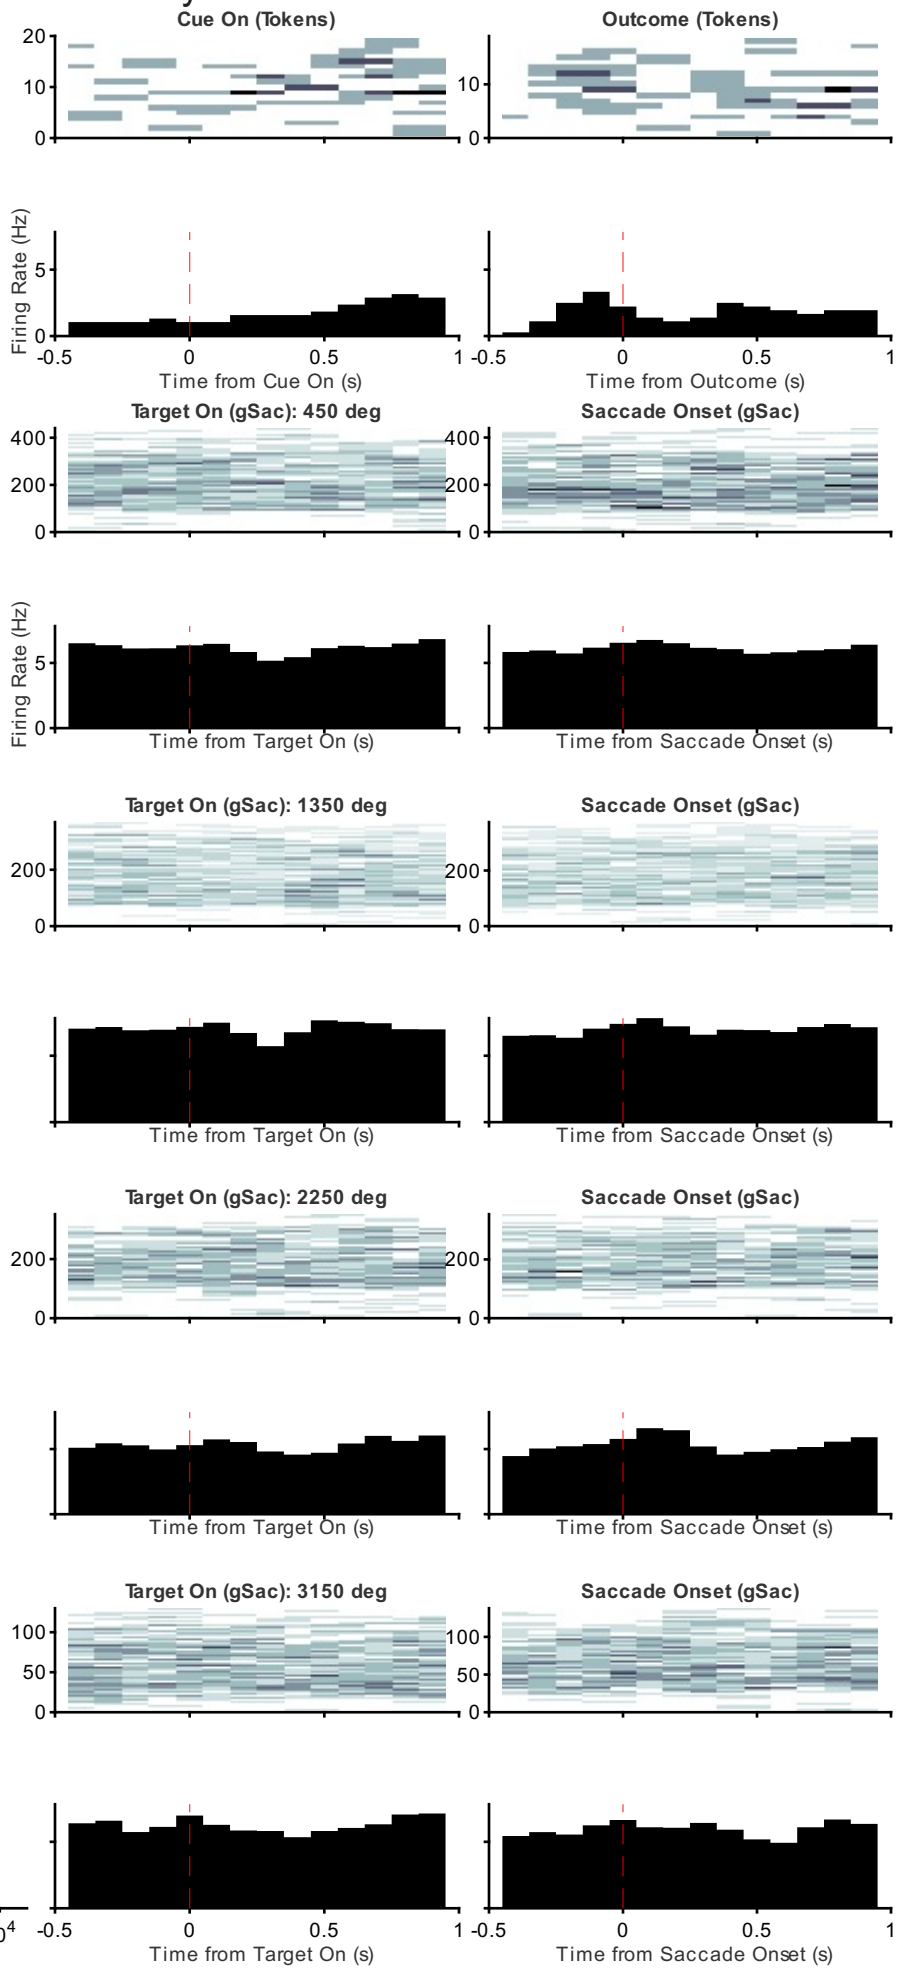 y
Cue On (Tokens) Outcome (Tokens)
20
10 10
0 0
Firing Rate (Hz)
5
0
-0.5 0 0.5 1 -0.5 0 0.5 1
Time from Cue On (s) Time from Outcome (s)
Target On (gSac): 450 deg Saccade Onset (gSac)
400 400
200 200
0 0
Firing Rate (Hz)
5
0
Time from Target On (s) Time from Saccade Onset (s)
Target On (gSac): 1350 deg Saccade Onset (gSac)
200 200
0 0
Time from Target On (s) Time from Saccade Onset (s)
Target On (gSac): 2250 deg Saccade Onset (gSac)
200 200
0 0
Time from Target On (s) Time from Saccade Onset (s)
Target On (gSac): 3150 deg Saccade Onset (gSac)
100 100
50 50
0 0
0⁴ -0.5 0 0.5 1 -0.5 0 0.5 1
Time from Target On (s) Time from Saccade Onset (s)